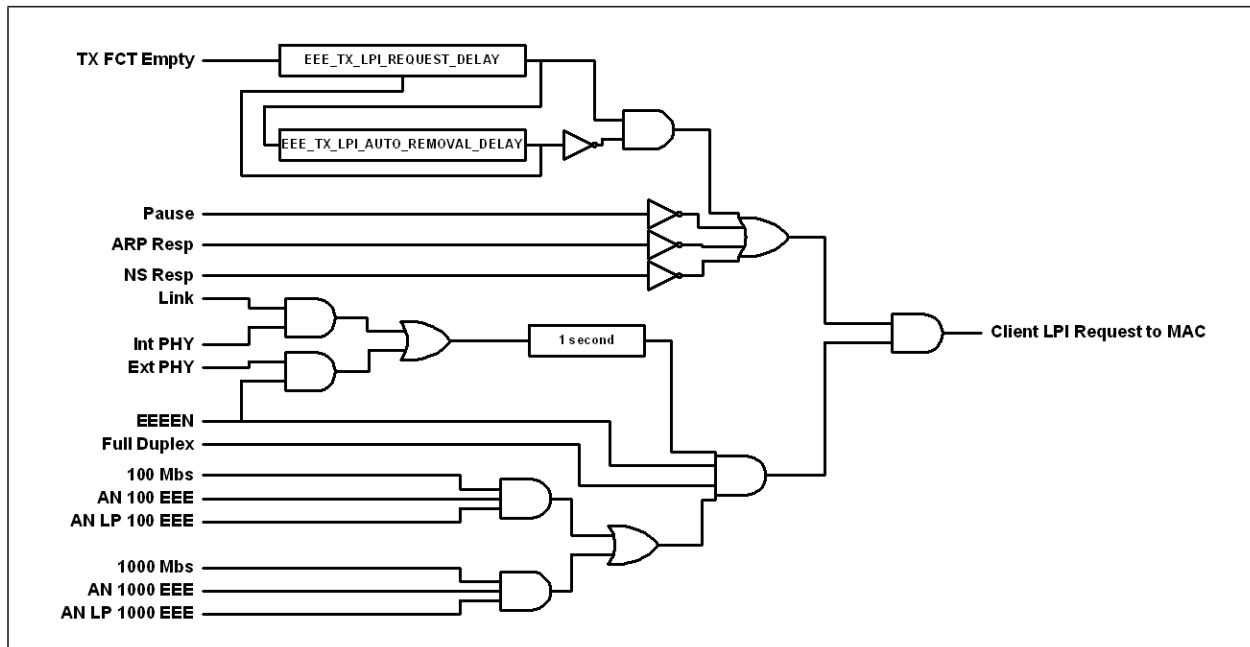 TX FCT Empty
EEE_TX_LPI_REQUEST_DELAY
EEE_TX_LPI_AUTO_REMOVAL_DELAY
Pause
ARP Resp
NS Resp
Link
Int PHY
Ext PHY
1 second
Client LPI Request to MAC
EEEEN
Full Duplex
100 Mbs
AN 100 EEE
AN LP 100 EEE
1000 Mbs
AN 1000 EEE
AN LP 1000 EEE